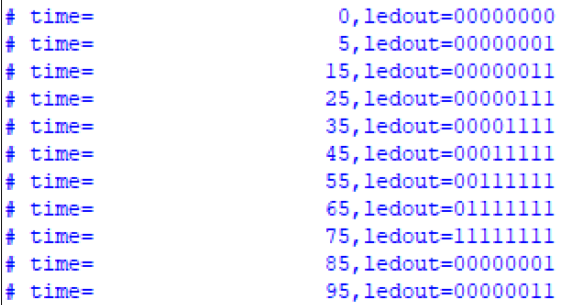 # time=                   0,ledout=00000000
# time=                   5,ledout=00000001
# time=                  15,ledout=00000011
# time=                  25,ledout=00000111
# time=                  35,ledout=00001111
# time=                  45,ledout=00011111
# time=                  55,ledout=00111111
# time=                  65,ledout=01111111
# time=                  75,ledout=11111111
# time=                  85,ledout=00000001
# time=                  95,ledout=00000011